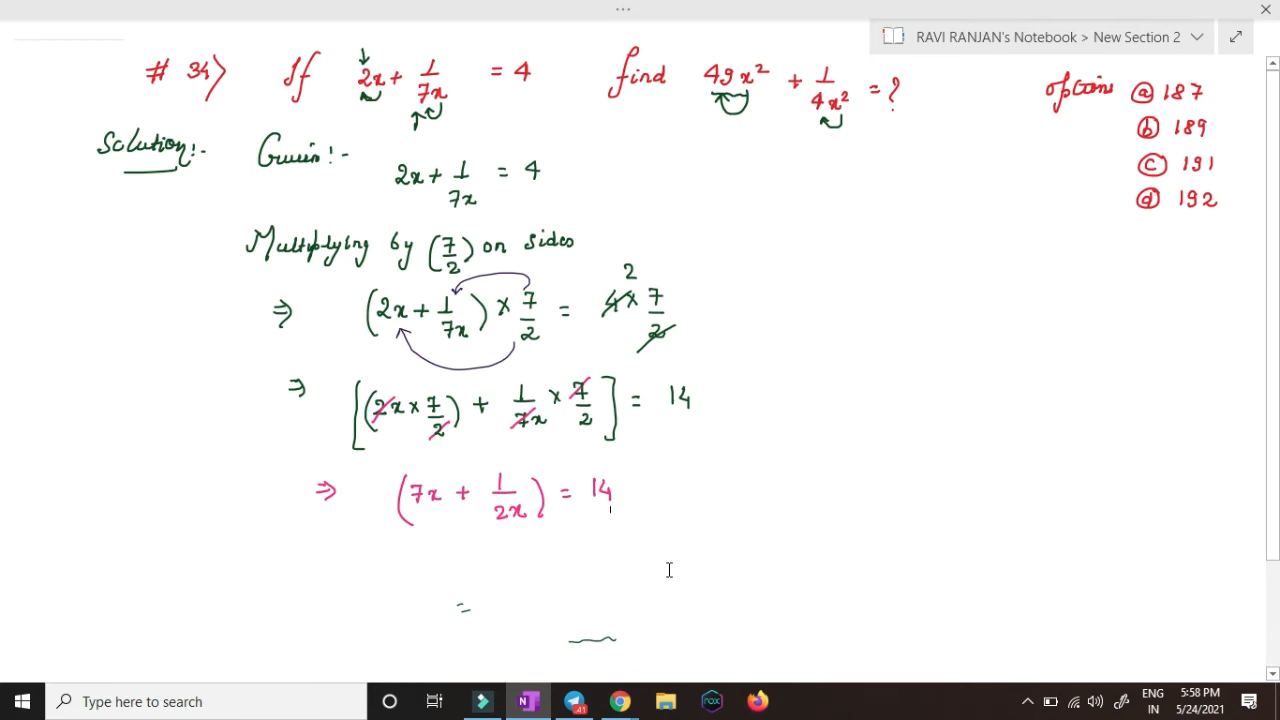 RAVI RANJAN's Notebook > New Section 2
# 34) If 2x + 1/7x = 4 find 49x² + 1/4x² = ? options (a) 187
(b) 189
(c) 191
(d) 192
Solution:- Given:-
2x + 1/7x = 4
Multiplying by (7/2) on sides
⇒ (2x + 1/7x) × 7/2 = 4 × 7/2
2
⇒ [(2x × 7/2) + 1/7x × 7/2] = 14
⇒ (7x + 1/2x) = 14
=
Type here to search
41
nox
ENG
IN
5:58 PM
5/24/2021